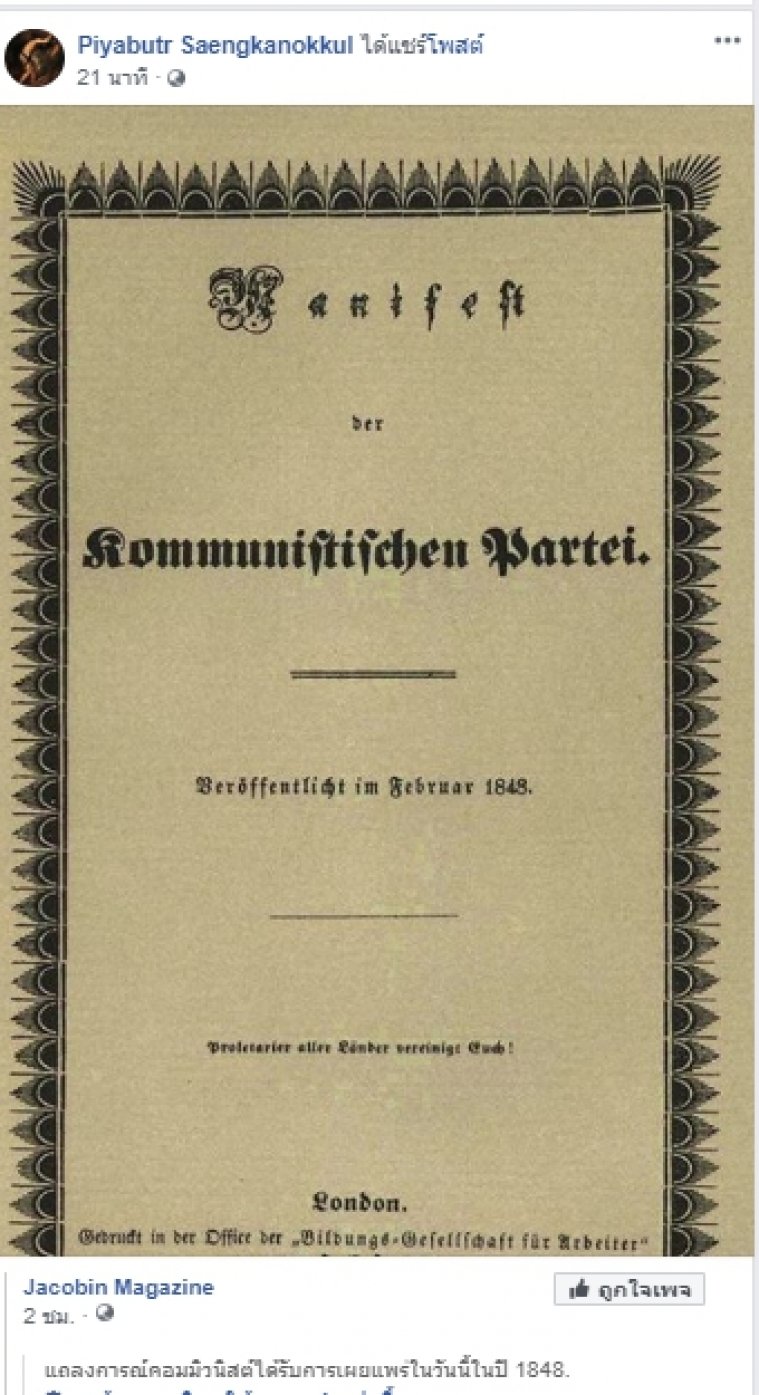 Piyabutr Saengkanokkul ได้แชร์โพสต์
21 นาที ·
Manifest
der
Kommunistischen Partei.
Veröffentlicht im Februar 1848.
Proletarier aller Länder vereinigt Euch!
London.
Gedruckt in der Office der „Bildungs-Gesellschaft für Arbeiter“
Jacobin Magazine
ถูกใจเพจ
2 ชม. ·
แถลงการณ์คอมมิวนิสต์ได้รับการเผยแพร่ในวันนี้ในปี 1848.